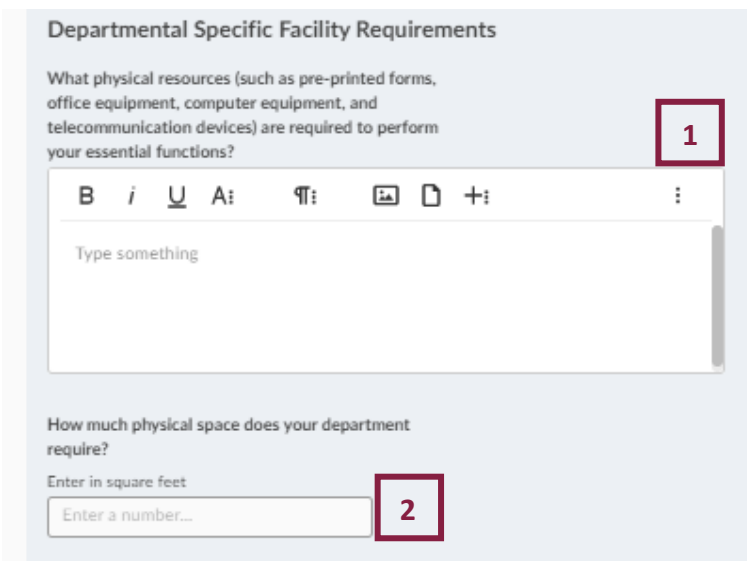 Departmental Specific Facility Requirements
What physical resources (such as pre-printed forms,
office equipment, computer equipment, and
telecommunication devices) are required to perform
your essential functions?
1
B i U A
Type something
How much physical space does your department
require?
Enter in square feet
Enter a number...
2